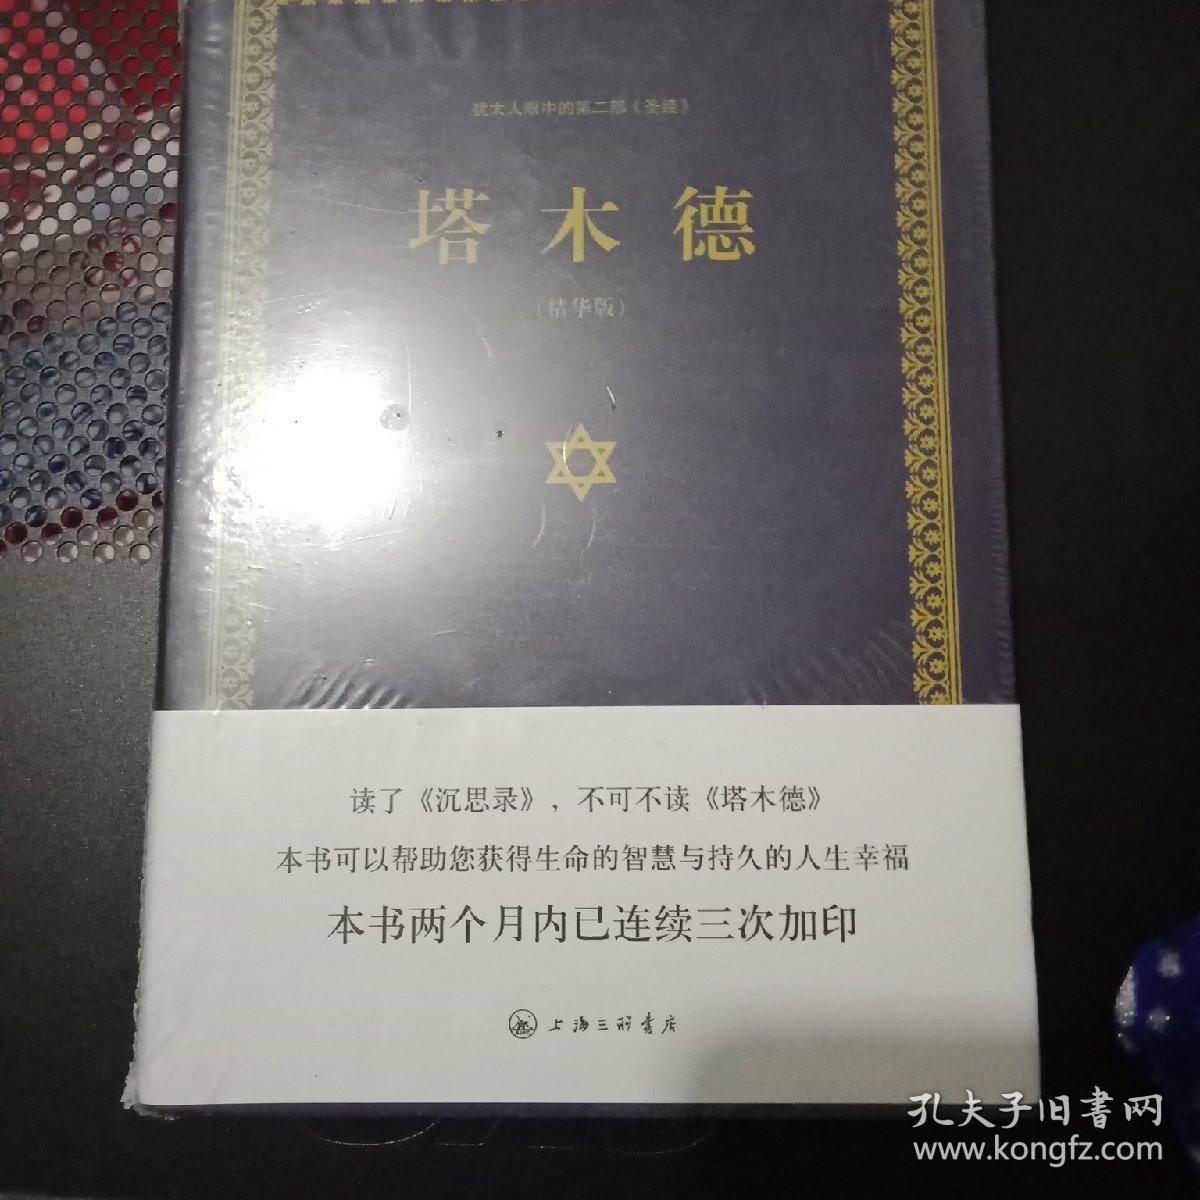 犹太人眼中的第二部《圣经》
塔木德
（精华版）
读了《沉思录》，不可不读《塔木德》
本书可以帮助您获得生命的智慧与持久的人生幸福
本书两个月内已连续三次加印
上海三联书店
孔夫子旧书网
www.kongfz.com